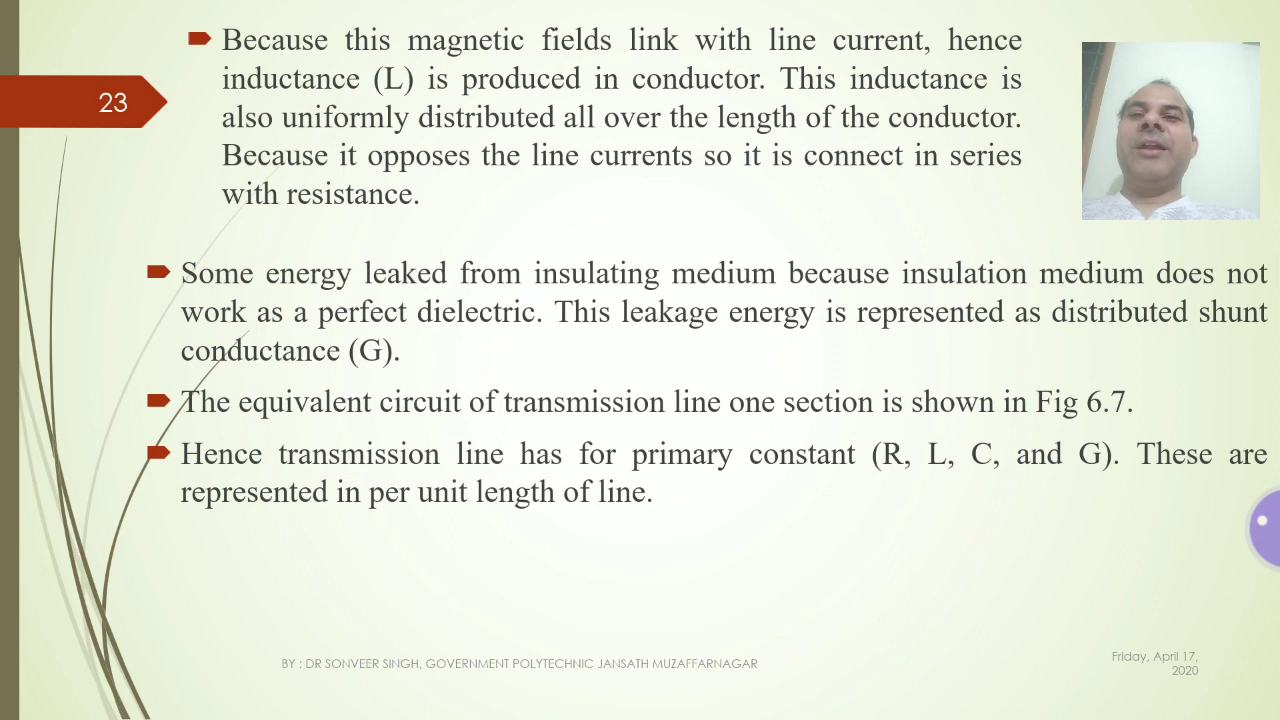 Because this magnetic fields link with line current, hence
inductance (L) is produced in conductor. This inductance is
also uniformly distributed all over the length of the conductor.
Because it opposes the line currents so it is connect in series
with resistance.
23
Some energy leaked from insulating medium because insulation medium does not
work as a perfect dielectric. This leakage energy is represented as distributed shunt
conductance (G).
The equivalent circuit of transmission line one section is shown in Fig 6.7.
Hence transmission line has for primary constant (R, L, C, and G). These are
represented in per unit length of line.
BY : DR SONVEER SINGH, GOVERNMENT POLYTECHNIC JANSATH MUZAFFARNAGAR
Friday, April 17,
2020